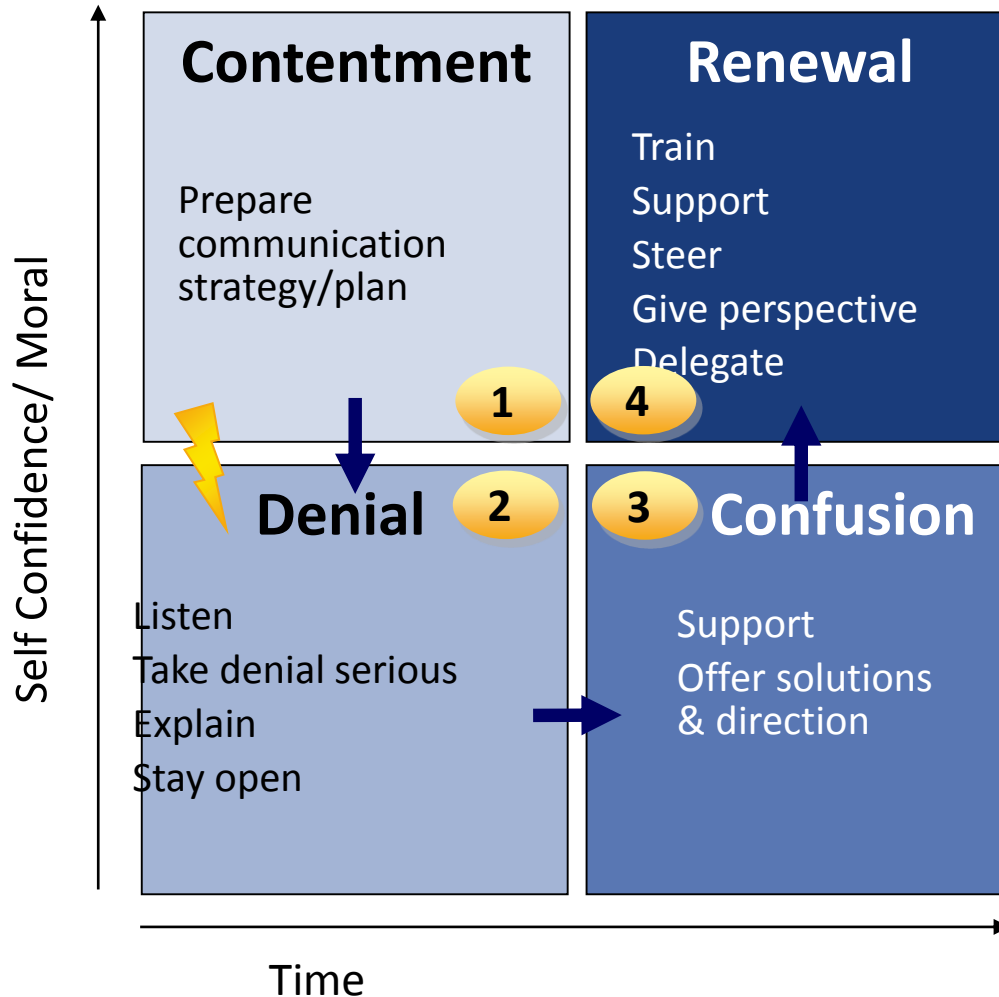 Contentment
Prepare
communication
strategy/plan
1
Renewal
Train
Support
Steer
Give perspective
Delegate
4
Denial
2
Listen
Take denial serious
Explain
Stay open
3
Confusion
Support
Offer solutions
& direction
Self Confidence/ Moral
Time